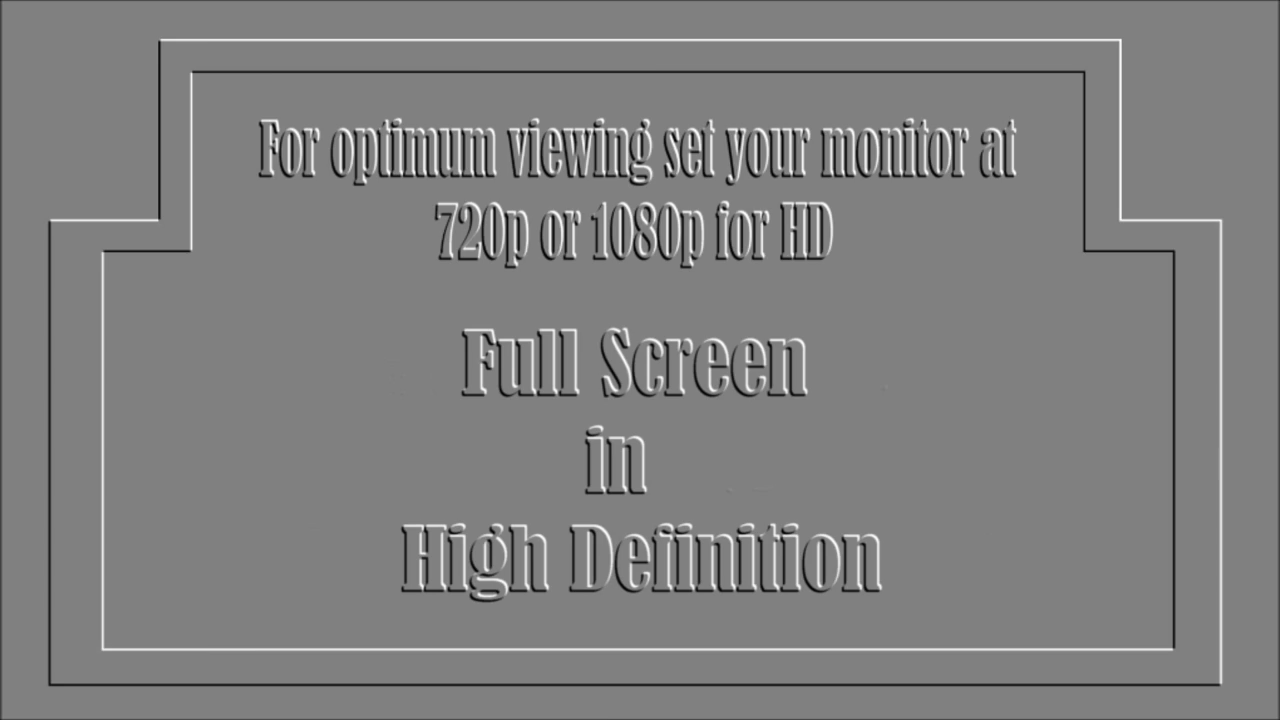 For optimum viewing set your monitor at
720p or 1080p for HD
Full Screen
in
High Definition